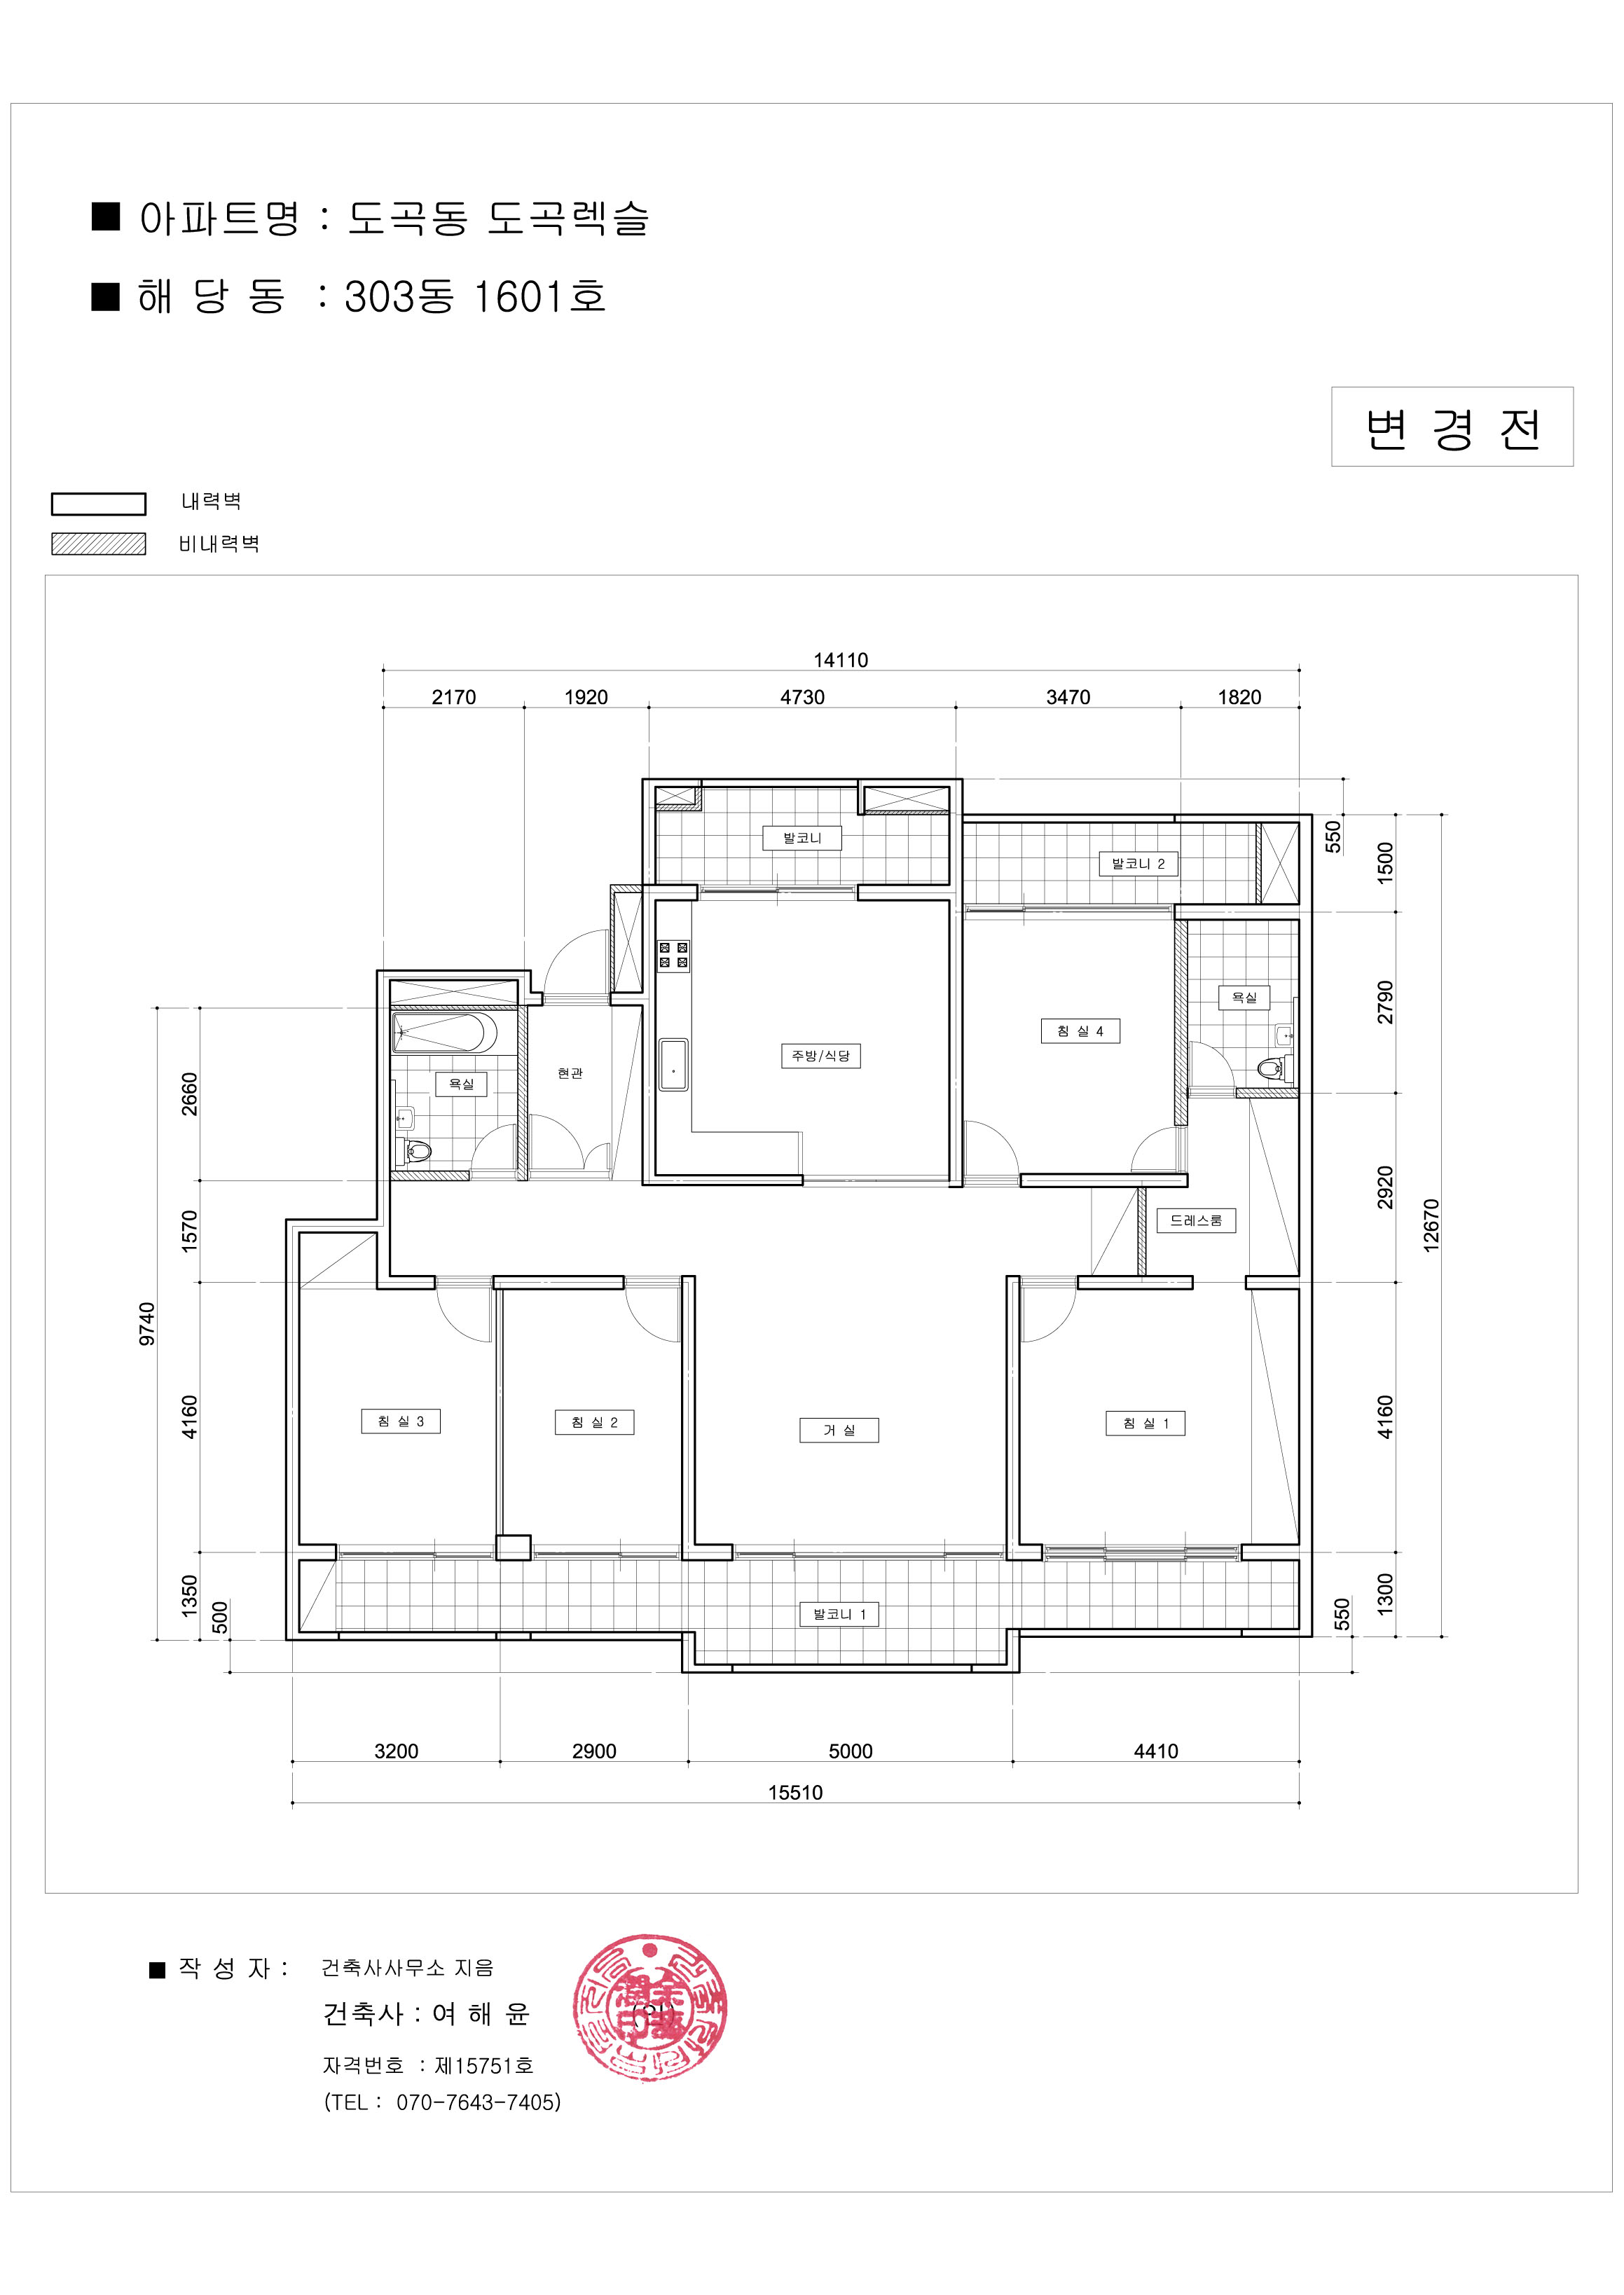 ■ 아파트명 : 도곡동 도곡렉슬
■ 해 당 동 : 303동 1601호
변 경 전
내력벽
비내력벽
14110
2170 1920 4730 3470 1820
550
1500
2790
2920
12670
4160
1300
550
2660
1570
9740
4160
1350
500
발코니
발코니 2
욕실
침 실 4
주방/식당
현관
욕실
드레스룸
침 실 3
침 실 2
거 실
침 실 1
발코니 1
3200 2900 5000 4410
15510
■ 작 성 자 : 건축사사무소 지음
건축사 : 여 해 윤 (인)
자격번호 : 제15751호
(TEL : 070-7643-7405)